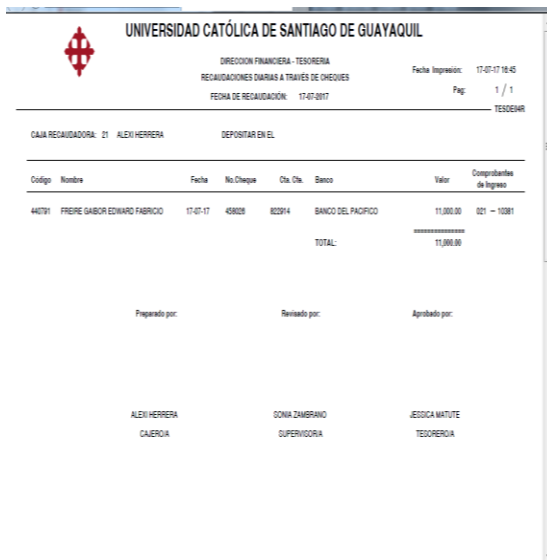 UNIVERSIDAD CATÓLICA DE SANTIAGO DE GUAYAQUIL
DIRECCION FINANCIERA - TESORERIA
RECAUDACIONES DIARIAS A TRAVÉS DE CHEQUES
FECHA DE RECAUDACIÓN: 17-07-2017
Fecha Impresión: 17-07-17 16:45
Pag: 1 / 1
TESDE04R
CAJA RECAUDADORA: 21 ALEXI HERRERA DEPOSITAR EN EL
Código Nombre Fecha No.Cheque Cta. Cte. Banco Valor Comprobantes de Ingreso
440791 FREIRE GAIBOR EDWARD FABRICIO 17-07-17 458026 822914 BANCO DEL PACIFICO 11,000.00 021 - 10381
===============
TOTAL: 11,000.00
Preparado por: Revisado por: Aprobado por:
ALEXI HERRERA SONIA ZAMBRANO JESSICA MATUTE
CAJERO/A SUPERVISOR/A TESORERO/A